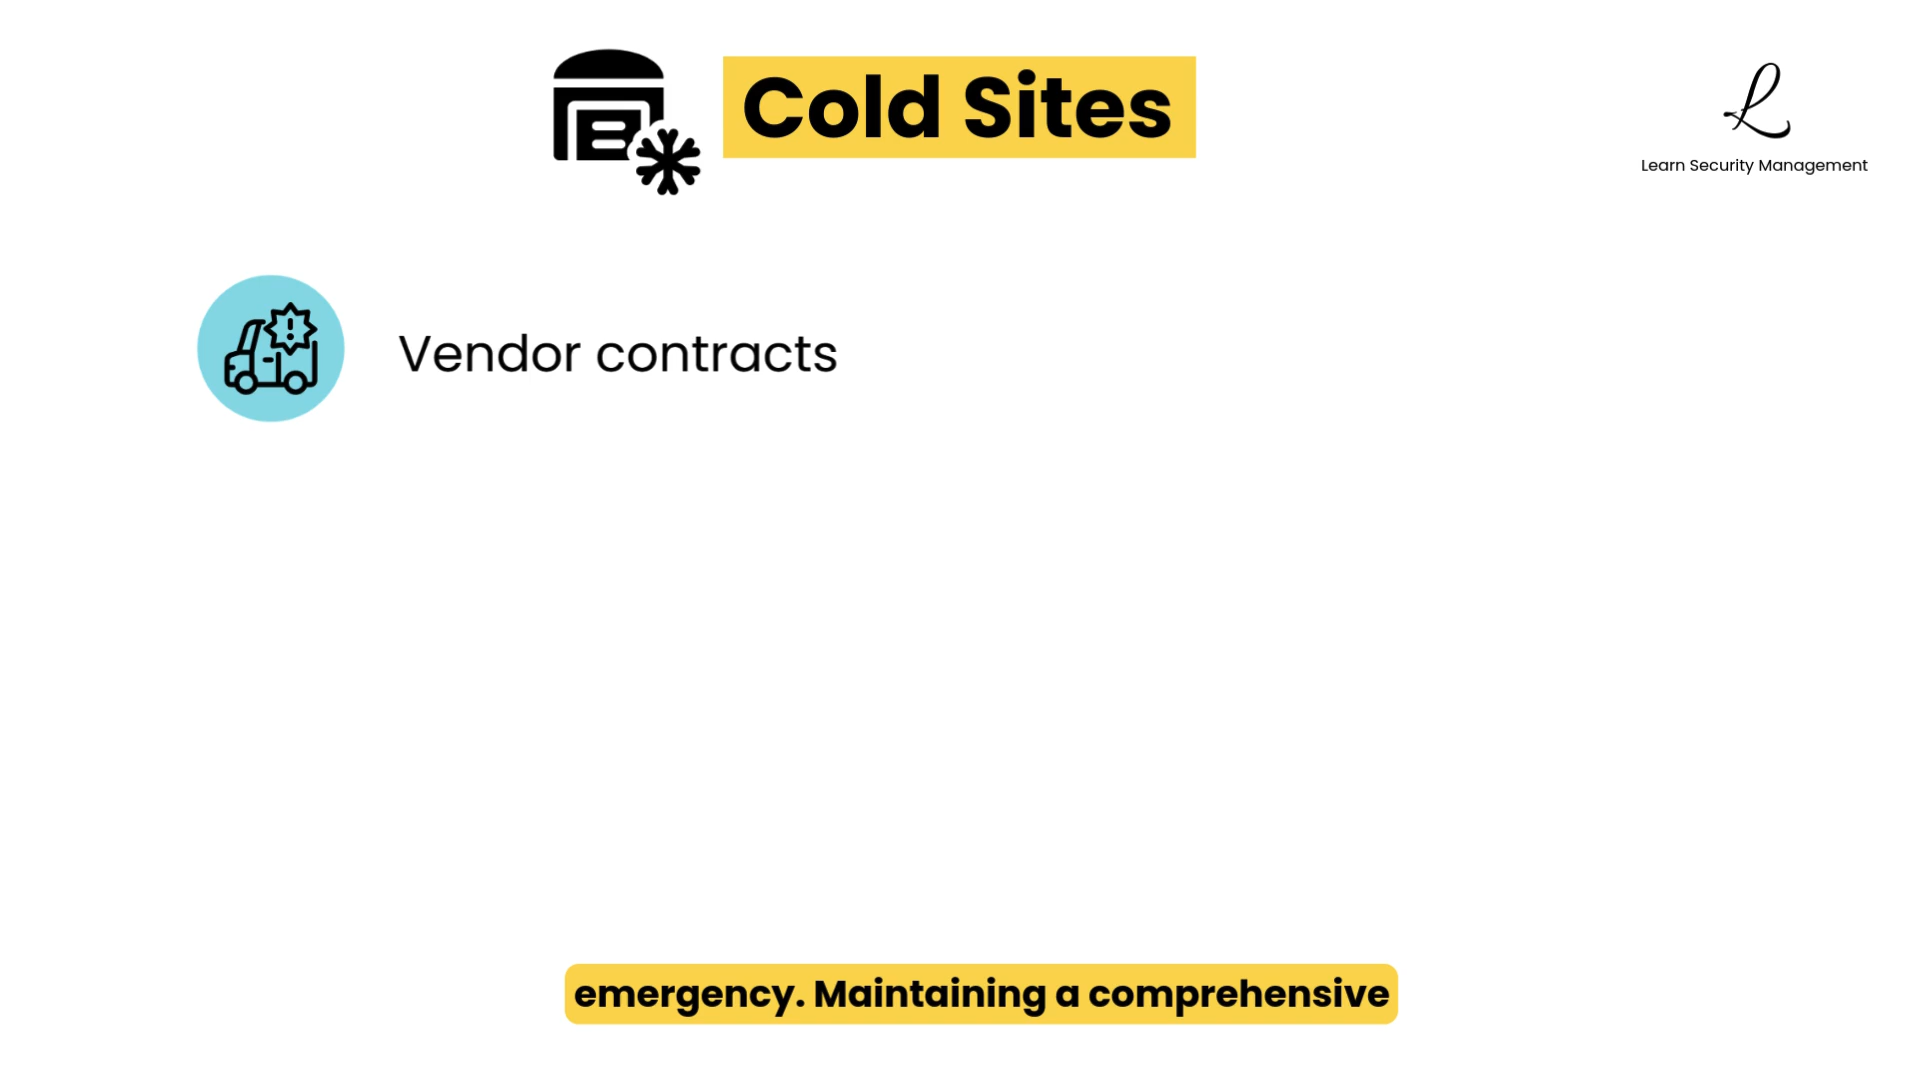 Cold Sites
L
Learn Security Management
Vendor contracts
emergency. Maintaining a comprehensive